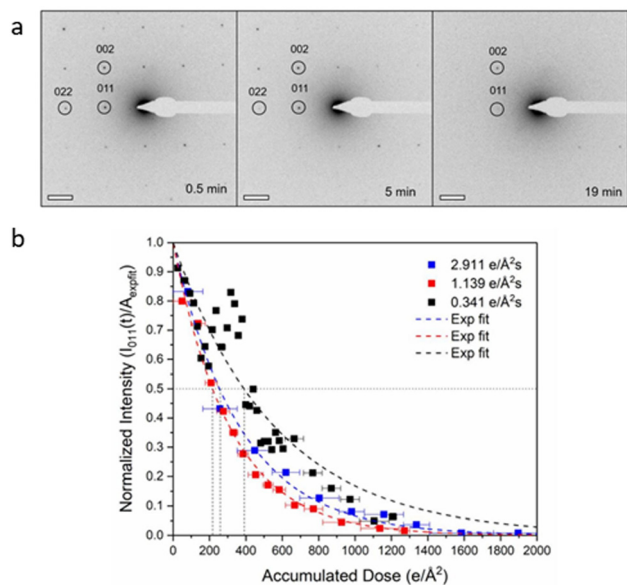 a
002
022
011
0.5 min
002
022
011
5 min
002
011
19 min
b
Normalized Intensity (I011(t)/Aexpfit)
1.0
0.9
0.8
0.7
0.6
0.5
0.4
0.3
0.2
0.1
0.0
2.911 e/Å²s
1.139 e/Å²s
0.341 e/Å²s
Exp fit
Exp fit
Exp fit
0 200 400 600 800 1000 1200 1400 1600 1800 2000
Accumulated Dose (e/Å²)